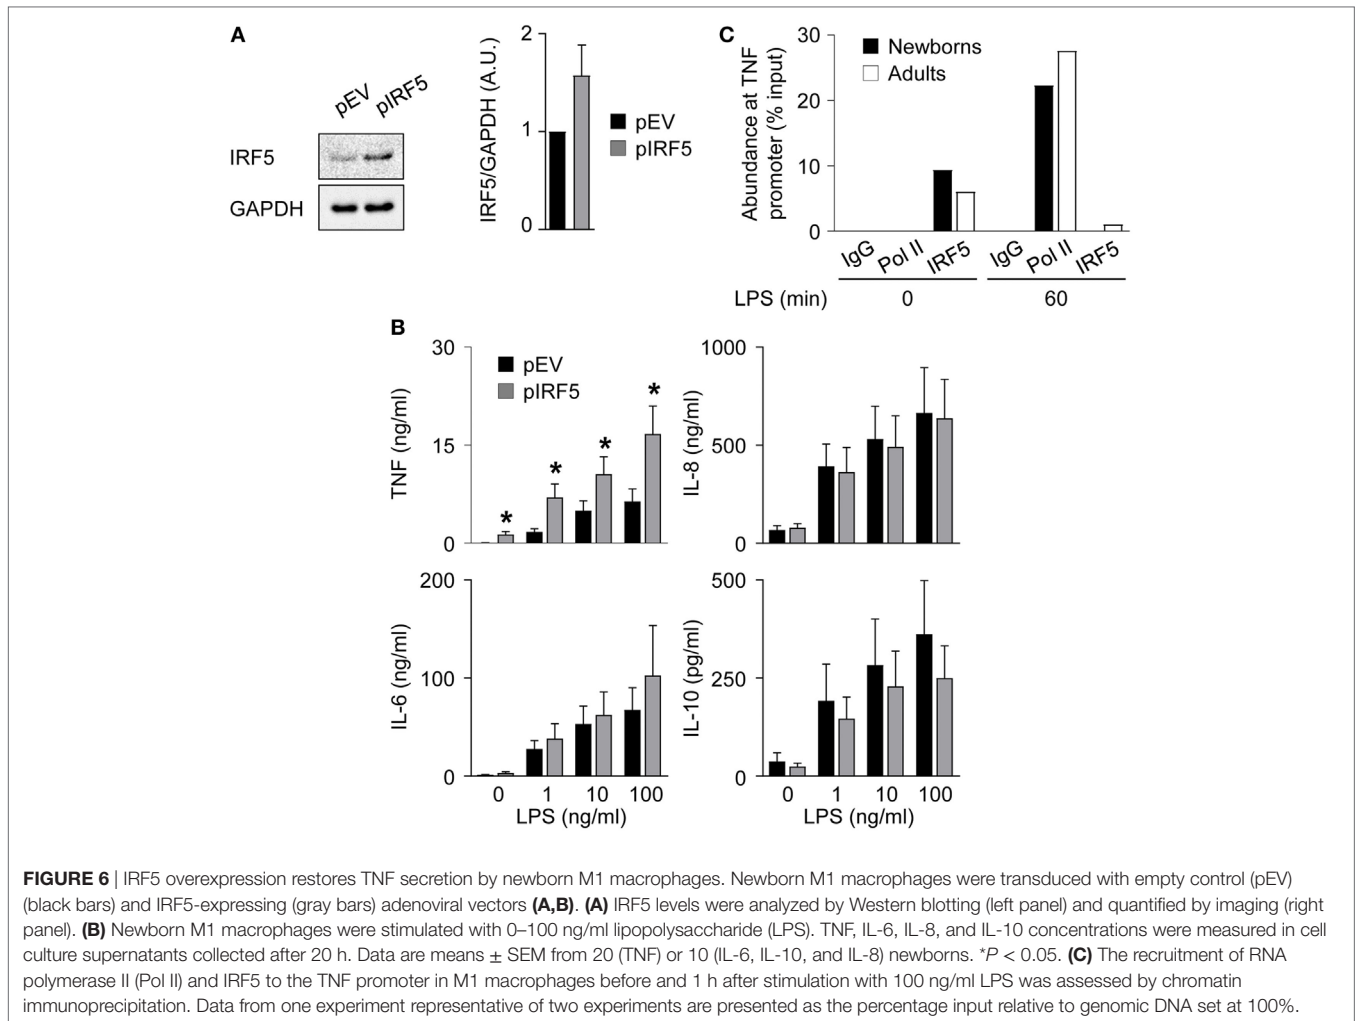 A
pEV
pIRF5
IRF5
GAPDH
IRF5/GAPDH (A.U.)
2
1
0
pEV
pIRF5
C
Abundance at TNF
promoter (% input)
30
20
10
0
Newborns
Adults
IgG
Pol II
IRF5
IgG
Pol II
IRF5
LPS (min)
0
60
B
TNF (ng/ml)
30
15
0
pEV
pIRF5
*
*
*
*
IL-8 (ng/ml)
1000
500
0
IL-6 (ng/ml)
200
100
0
0 1 10 100
LPS (ng/ml)
IL-10 (pg/ml)
500
250
0
0 1 10 100
LPS (ng/ml)
FIGURE 6 | IRF5 overexpression restores TNF secretion by newborn M1 macrophages. Newborn M1 macrophages were transduced with empty control (pEV)
(black bars) and IRF5-expressing (gray bars) adenoviral vectors (A,B). (A) IRF5 levels were analyzed by Western blotting (left panel) and quantified by imaging (right
panel). (B) Newborn M1 macrophages were stimulated with 0–100 ng/ml lipopolysaccharide (LPS). TNF, IL-6, IL-8, and IL-10 concentrations were measured in cell
culture supernatants collected after 20 h. Data are means ± SEM from 20 (TNF) or 10 (IL-6, IL-10, and IL-8) newborns. *P < 0.05. (C) The recruitment of RNA
polymerase II (Pol II) and IRF5 to the TNF promoter in M1 macrophages before and 1 h after stimulation with 100 ng/ml LPS was assessed by chromatin
immunoprecipitation. Data from one experiment representative of two experiments are presented as the percentage input relative to genomic DNA set at 100%.